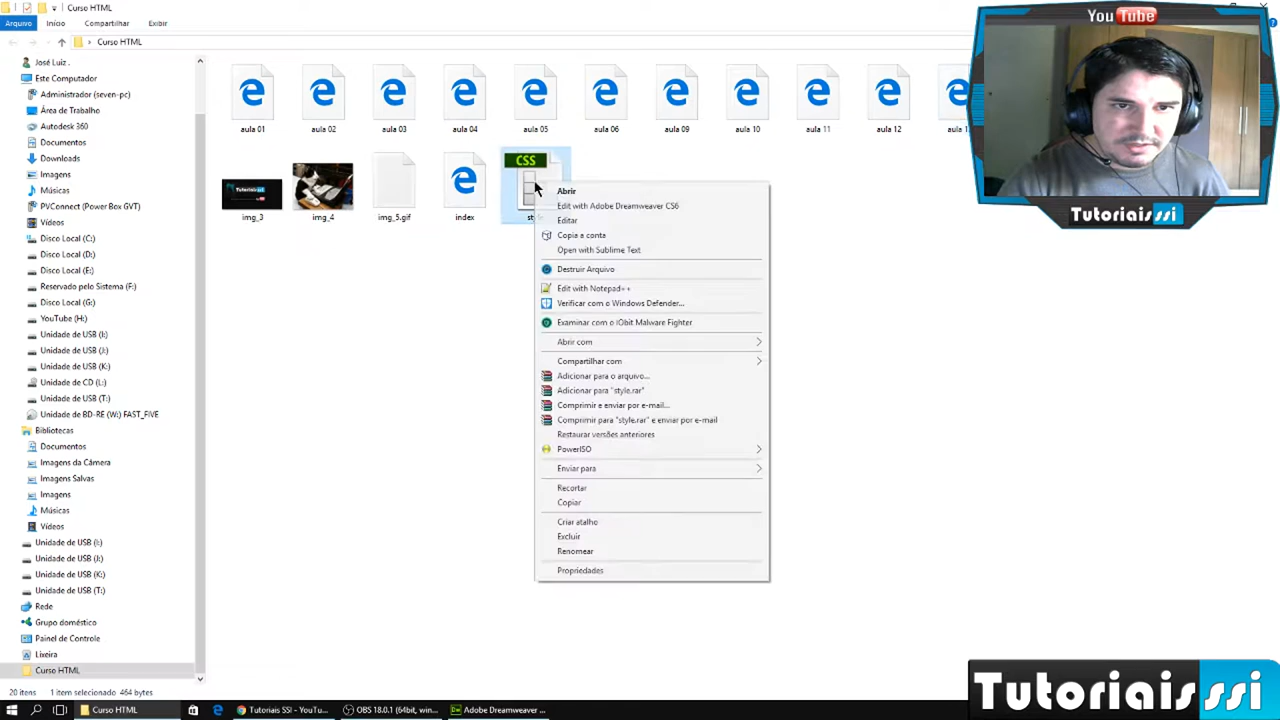 Curso HTML
YouTube
Arquivo Início Compartilhar Exibir
Curso HTML
José Luiz .
Este Computador
Administrador (seven-pc)
Área de Trabalho
Autodesk 360
Documentos
Downloads
Imagens
Músicas
PVConnect (Power Box GVT)
Vídeos
Disco Local (C:)
Disco Local (D:)
Disco Local (E:)
Reservado pelo Sistema (F:)
Disco Local (G:)
YouTube (H:)
Unidade de USB (I:)
Unidade de USB (J:)
Unidade de USB (K:)
Unidade de CD (L:)
Unidade de USB (T:)
Unidade de BD-RE (W:) FAST_FIVE
Bibliotecas
Documentos
Imagens da Câmera
Imagens Salvas
Imagens
Músicas
Vídeos
Unidade de USB (I:)
Unidade de USB (J:)
Unidade de USB (K:)
Unidade de USB (T:)
Rede
Grupo doméstico
Painel de Controle
Lixeira
Curso HTML
aula 01 aula 02 aula 03 aula 04 aula 05 aula 06 aula 09 aula 10 aula 11 aula 12
CSS
Tutoriaisssi
img_3 img_4 img_5.gif index
Abrir
Edit with Adobe Dreamweaver CS6
Editar
Copia a conta
Open with Sublime Text
Destruir Arquivo
Edit with Notepad++
Verificar com o Windows Defender...
Examinar com o IObit Malware Fighter
Abrir com
Compartilhar com
Adicionar para o arquivo...
Adicionar para "style.rar"
Comprimir e enviar por e-mail...
Comprimir para "style.rar" e enviar por e-mail
Restaurar versões anteriores
PowerISO
Enviar para
Recortar
Copiar
Criar atalho
Excluir
Renomear
Propriedades
Tutoriaisssi
Tutoriaisssi
20 itens 1 item selecionado 464 bytes
Curso HTML Tutoriais SSI - YouTu... OBS 18.0.1 (64bit, win... Adobe Dreamweaver ...